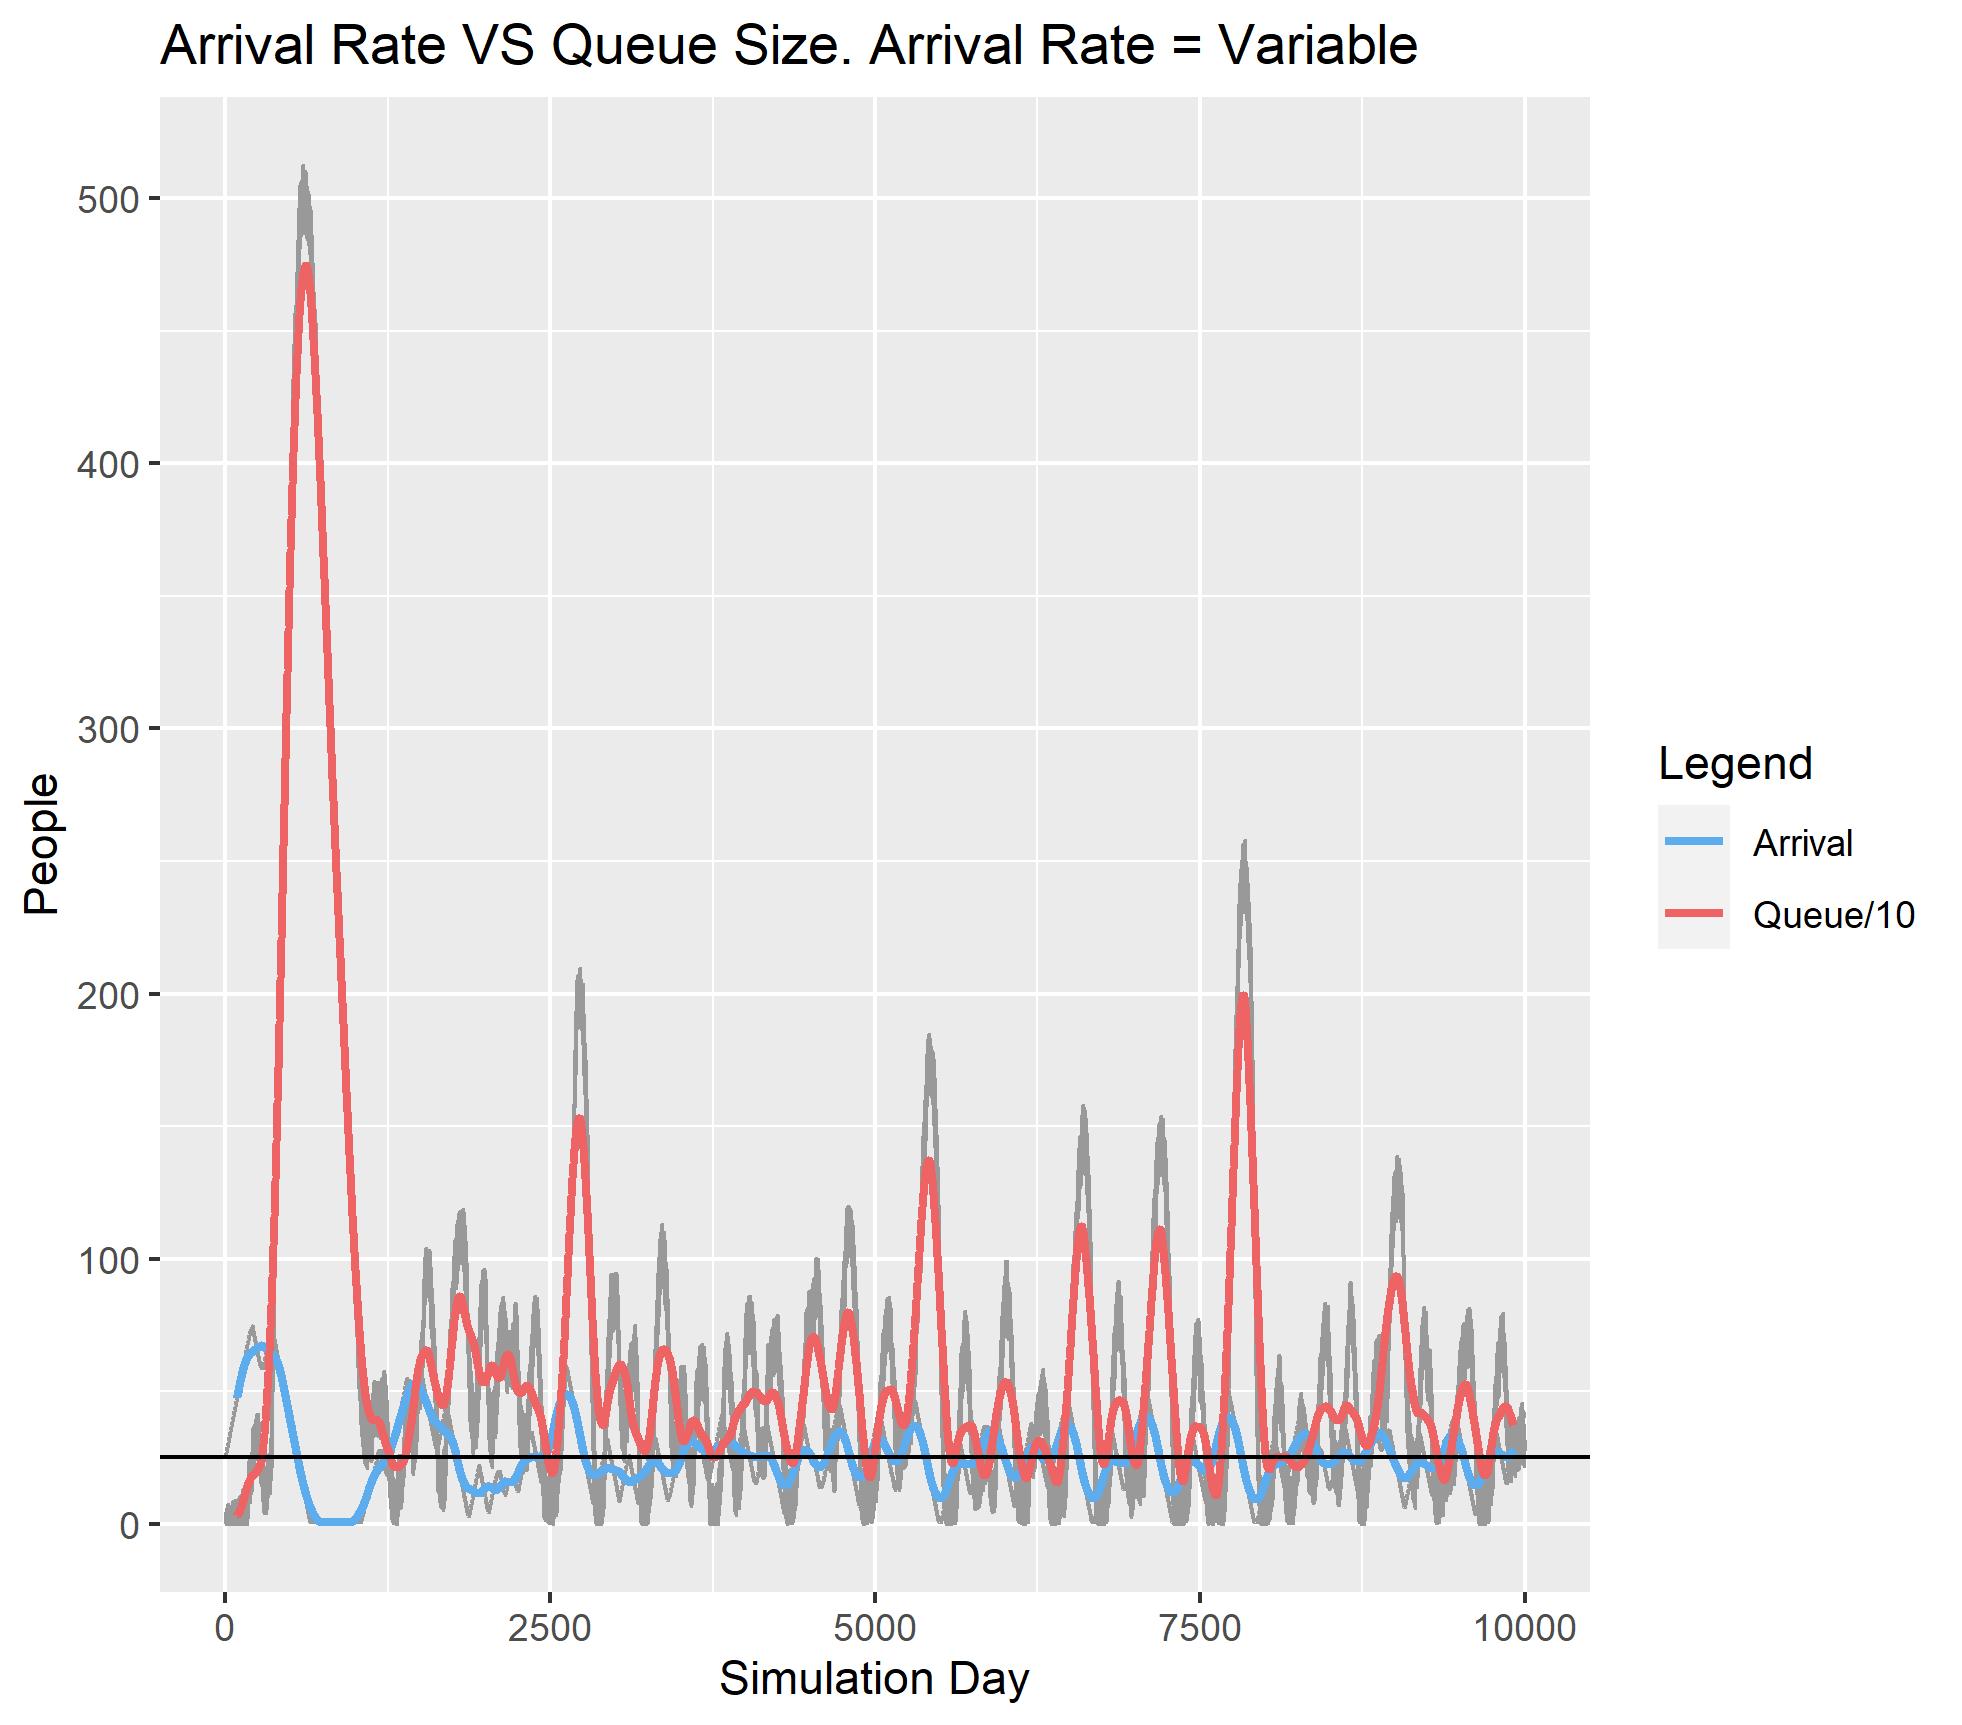 Arrival Rate VS Queue Size. Arrival Rate = Variable
500
400
300
200
100
0
People
0 2500 5000 7500 10000
Simulation Day
Legend
Arrival
Queue/10